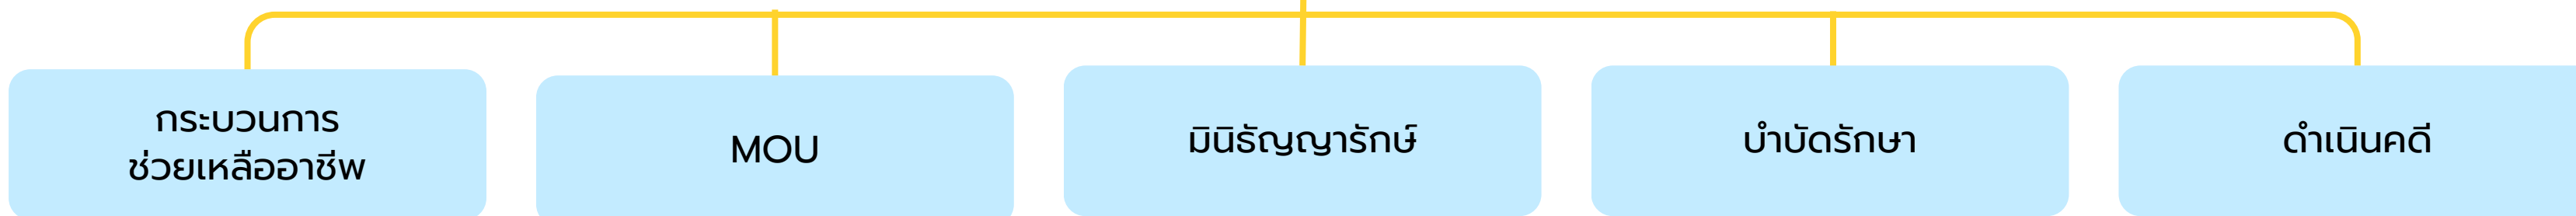 กระบวนการ
ช่วยเหลืออาชีพ
MOU
มินิธัญญารักษ์
บำบัดรักษา
ดำเนินคดี